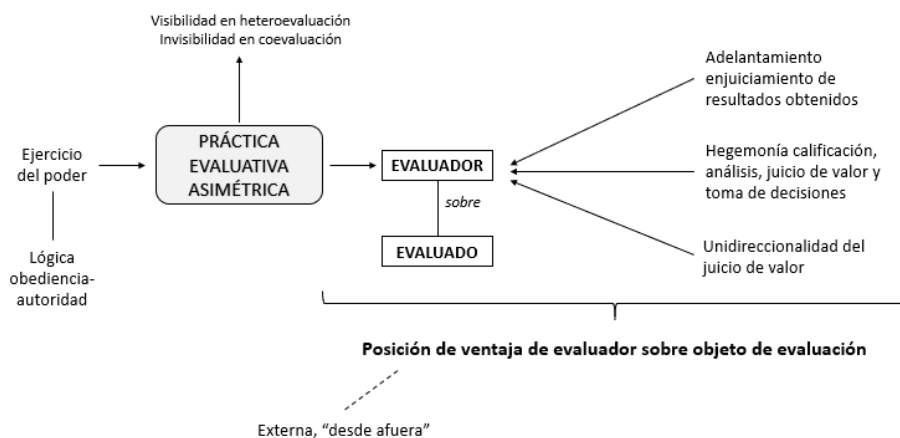 Visibilidad en heteroevaluación
Invisibilidad en coevaluación
Ejercicio
del poder
Lógica
obediencia-
autoridad
PRÁCTICA
EVALUATIVA
ASIMÉTRICA
EVALUADOR
sobre
EVALUADO
Adelantamiento
enjuiciamiento de
resultados obtenidos
Hegemonía calificación,
análisis, juicio de valor y
toma de decisiones
Unidireccionalidad del
juicio de valor
Posición de ventaja de evaluador sobre objeto de evaluación
Externa, “desde afuera”